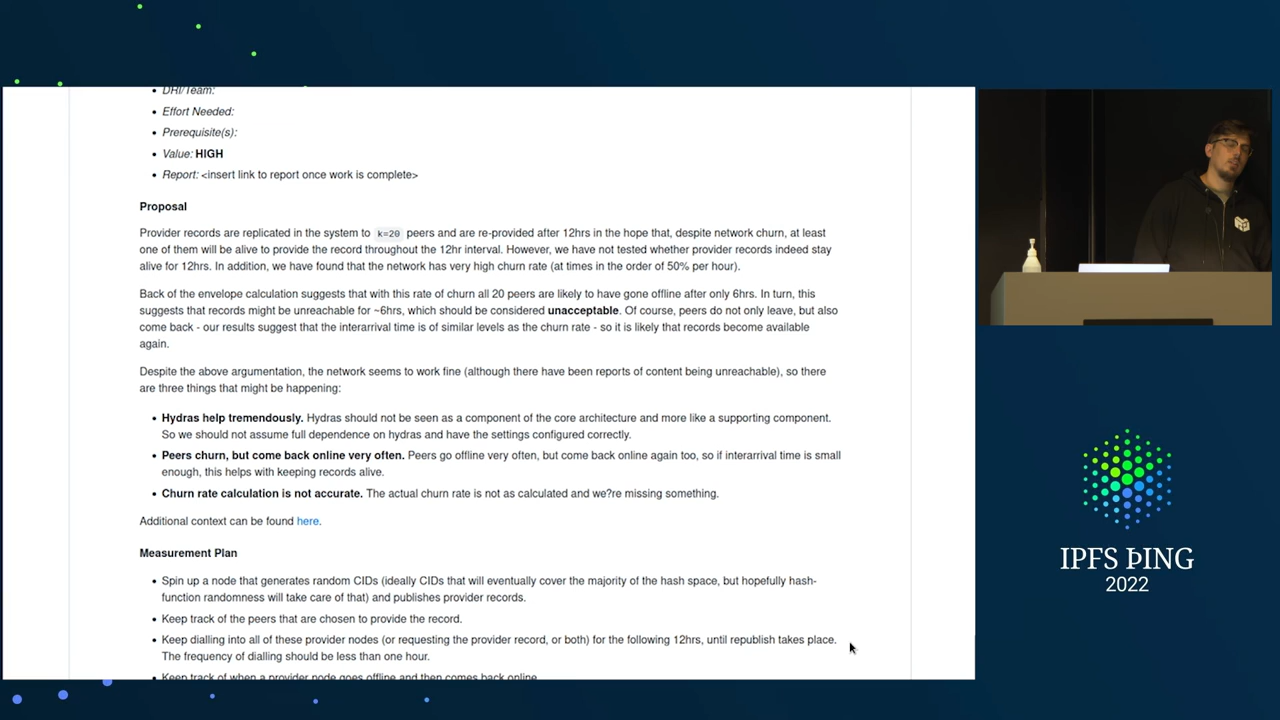 • DRI/Team:
• Effort Needed:
• Prerequisite(s):
• Value: HIGH
• Report: <insert link to report once work is complete>
Proposal
Provider records are replicated in the system to k=20 peers and are re-provided after 12hrs in the hope that, despite network churn, at least
one of them will be alive to provide the record throughout the 12hr interval. However, we have not tested whether provider records indeed stay
alive for 12hrs. In addition, we have found that the network has very high churn rate (at times in the order of 50% per hour).
Back of the envelope calculation suggests that with this rate of churn all 20 peers are likely to have gone offline after only 6hrs. In turn, this
suggests that records might be unreachable for ~6hrs, which should be considered unacceptable. Of course, peers do not only leave, but also
come back - our results suggest that the interarrival time is of similar levels as the churn rate - so it is likely that records become available
again.
Despite the above argumentation, the network seems to work fine (although there have been reports of content being unreachable), so there
are three things that might be happening:
• Hydras help tremendously. Hydras should not be seen as a component of the core architecture and more like a supporting component.
So we should not assume full dependence on hydras and have the settings configured correctly.
• Peers churn, but come back online very often. Peers go offline very often, but come back online again too, so if interarrival time is small
enough, this helps with keeping records alive.
• Churn rate calculation is not accurate. The actual churn rate is not as calculated and we?re missing something.
Additional context can be found here.
Measurement Plan
• Spin up a node that generates random CIDs (ideally CIDs that will eventually cover the majority of the hash space, but hopefully hash-
function randomness will take care of that) and publishes provider records.
• Keep track of the peers that are chosen to provide the record.
• Keep dialling into all of these provider nodes (or requesting the provider record, or both) for the following 12hrs, until republish takes place.
The frequency of dialling should be less than one hour.
• Keep track of when a provider node goes offline and then comes back online.
IPFS ÞING
2022